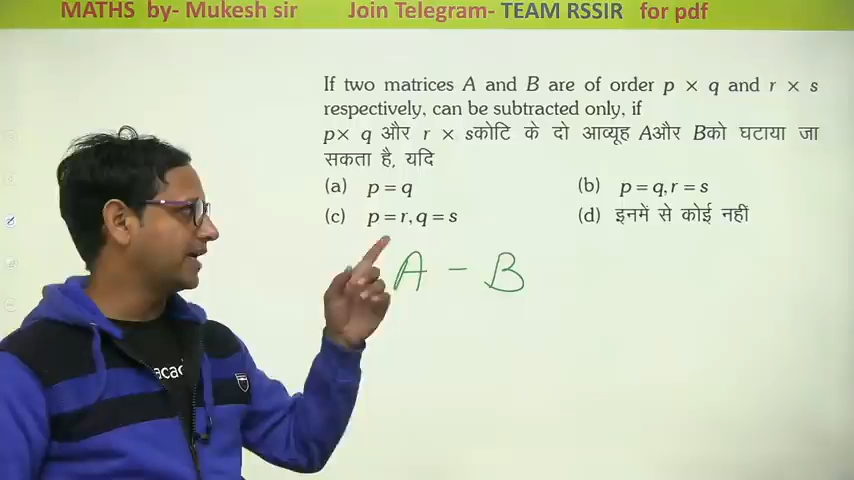 MATHS by- Mukesh sir Join Telegram- TEAM RSSIR for pdf
If two matrices A and B are of order p × q and r × s
respectively, can be subtracted only, if
p× q और r × sकोटि के दो आव्यूह Aऔर Bको घटाया जा
सकता है, यदि
(a) p = q (b) p = q, r = s
(c) p = r, q = s (d) इनमें से कोई नहीं
A - B
acad